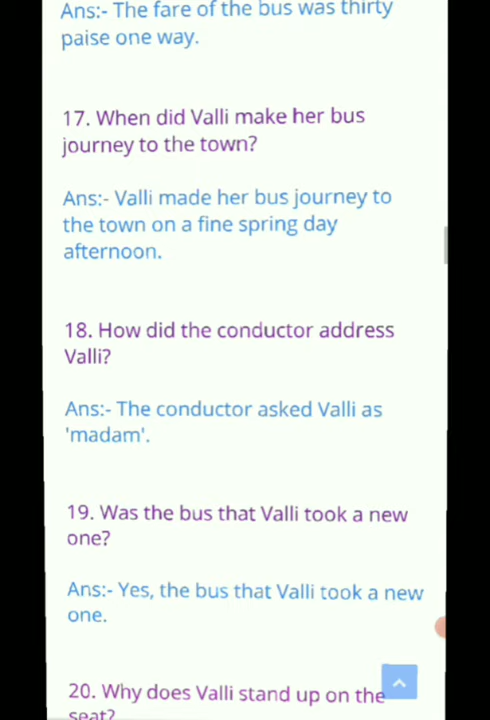 Ans:- The fare of the bus was thirty
paise one way.
17. When did Valli make her bus
journey to the town?
Ans:- Valli made her bus journey to
the town on a fine spring day
afternoon.
18. How did the conductor address
Valli?
Ans:- The conductor asked Valli as
'madam'.
19. Was the bus that Valli took a new
one?
Ans:- Yes, the bus that Valli took a new
one.
20. Why does Valli stand up on the
seat?